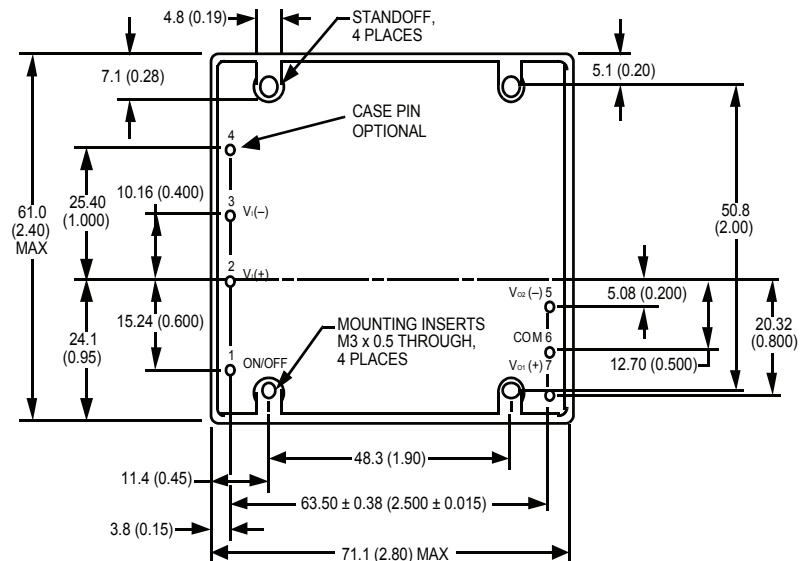 4.8 (0.19)
STANDOFF,
4 PLACES
7.1 (0.28)
5.1 (0.20)
CASE PIN
OPTIONAL
4
10.16 (0.400)
25.40
(1.000)
61.0
(2.40)
MAX
3
VI(–)
50.8
(2.00)
2
VI(+)
5.08 (0.200)
VO2 (–) 5
20.32
(0.800)
15.24 (0.600)
24.1
(0.95)
MOUNTING INSERTS
M3 x 0.5 THROUGH,
4 PLACES
COM 6
12.70 (0.500)
1
ON/OFF
VO1 (+) 7
48.3 (1.90)
11.4 (0.45)
63.50 ± 0.38 (2.500 ± 0.015)
3.8 (0.15)
71.1 (2.80) MAX